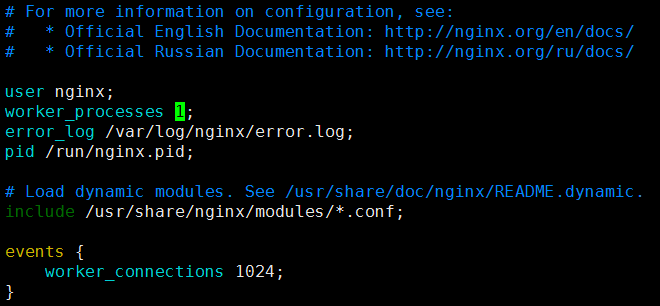 # For more information on configuration, see:
#   * Official English Documentation: http://nginx.org/en/docs/
#   * Official Russian Documentation: http://nginx.org/ru/docs/

user nginx;
worker_processes 1;
error_log /var/log/nginx/error.log;
pid /run/nginx.pid;

# Load dynamic modules. See /usr/share/doc/nginx/README.dynamic.
include /usr/share/nginx/modules/*.conf;

events {
    worker_connections 1024;
}